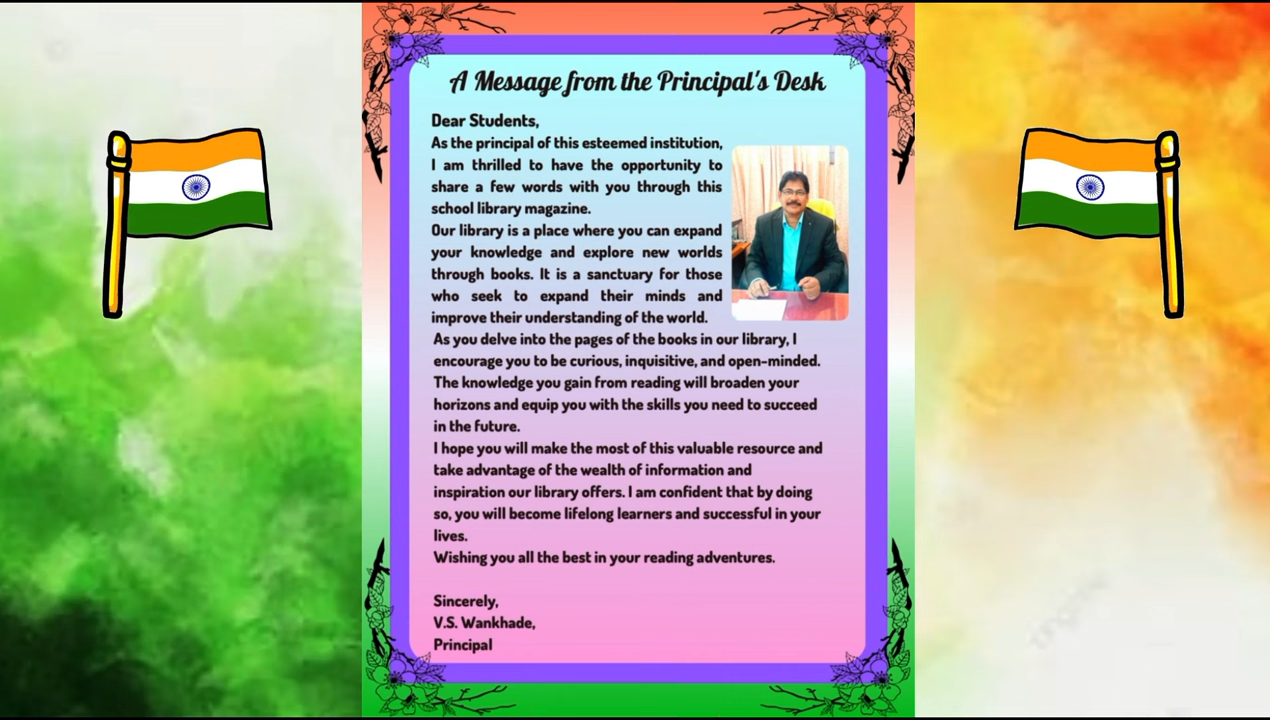 A Message from the Principal's Desk
Dear Students,
As the principal of this esteemed institution,
I am thrilled to have the opportunity to
share a few words with you through this
school library magazine.
Our library is a place where you can expand
your knowledge and explore new worlds
through books. It is a sanctuary for those
who seek to expand their minds and
improve their understanding of the world.
As you delve into the pages of the books in our library, I
encourage you to be curious, inquisitive, and open-minded.
The knowledge you gain from reading will broaden your
horizons and equip you with the skills you need to succeed
in the future.
I hope you will make the most of this valuable resource and
take advantage of the wealth of information and
inspiration our library offers. I am confident that by doing
so, you will become lifelong learners and successful in your
lives.
Wishing you all the best in your reading adventures.
Sincerely,
V.S. Wankhade,
Principal